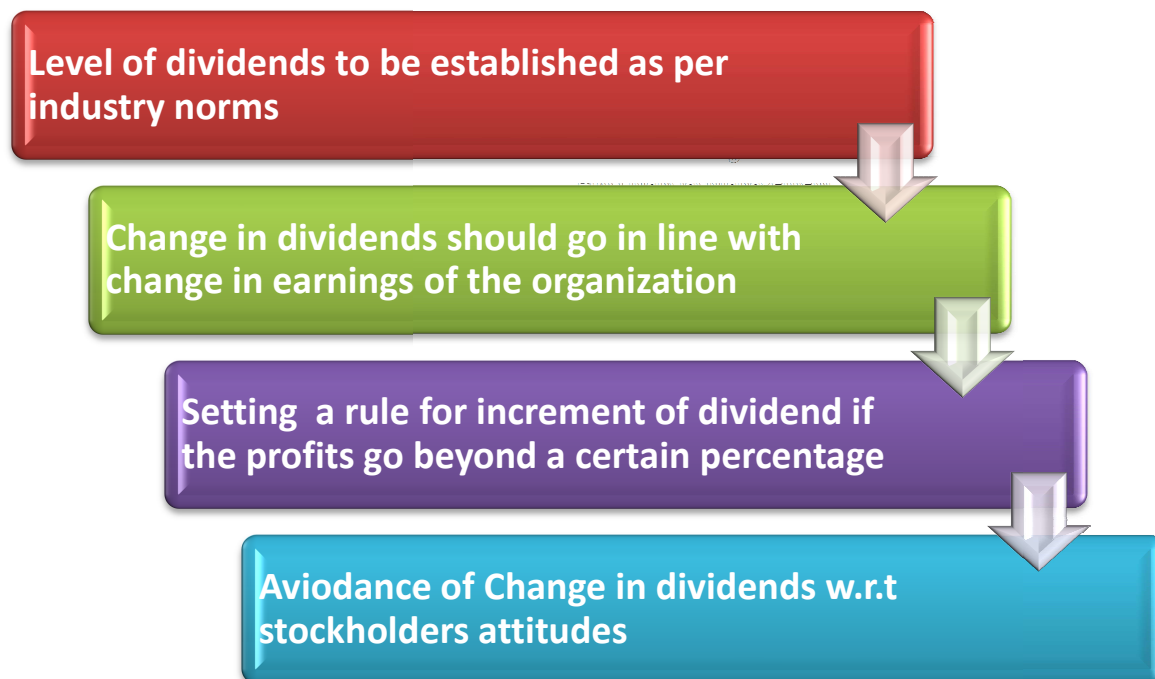 Level of dividends to be established as per
industry norms
Change in dividends should go in line with
change in earnings of the organization
Setting  a rule for increment of dividend if
the profits go beyond a certain percentage
Aviodance of Change in dividends w.r.t
stockholders attitudes